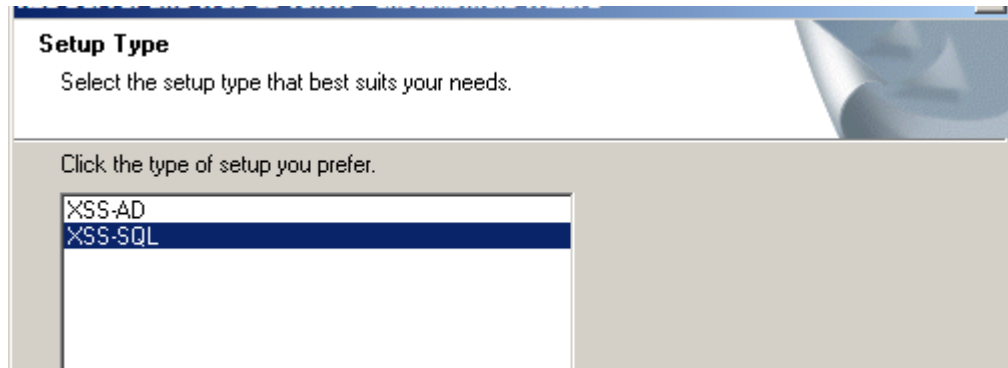 Setup Type
Select the setup type that best suits your needs.
Click the type of setup you prefer.
XSS-AD
XSS-SQL